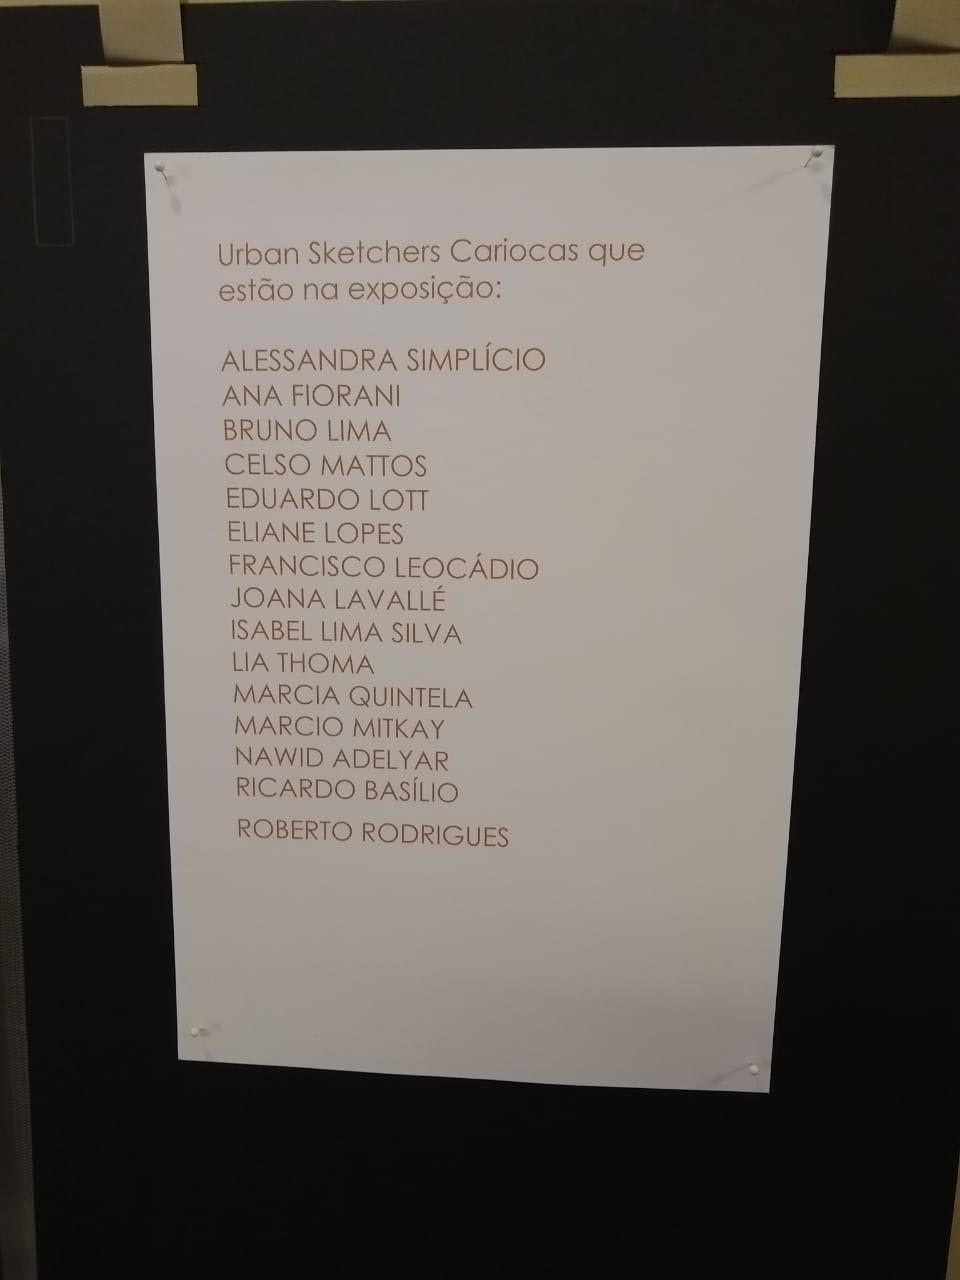 Urban Sketchers Cariocas que
estão na exposição:
ALESSANDRA SIMPLÍCIO
ANA FIORANI
BRUNO LIMA
CELSO MATTOS
EDUARDO LOTT
ELIANE LOPES
FRANCISCO LEOCÁDIO
JOANA LAVALLÉ
ISABEL LIMA SILVA
LIA THOMA
MARCIA QUINTELA
MARCIO MITKAY
NAWID ADELYAR
RICARDO BASÍLIO
ROBERTO RODRIGUES